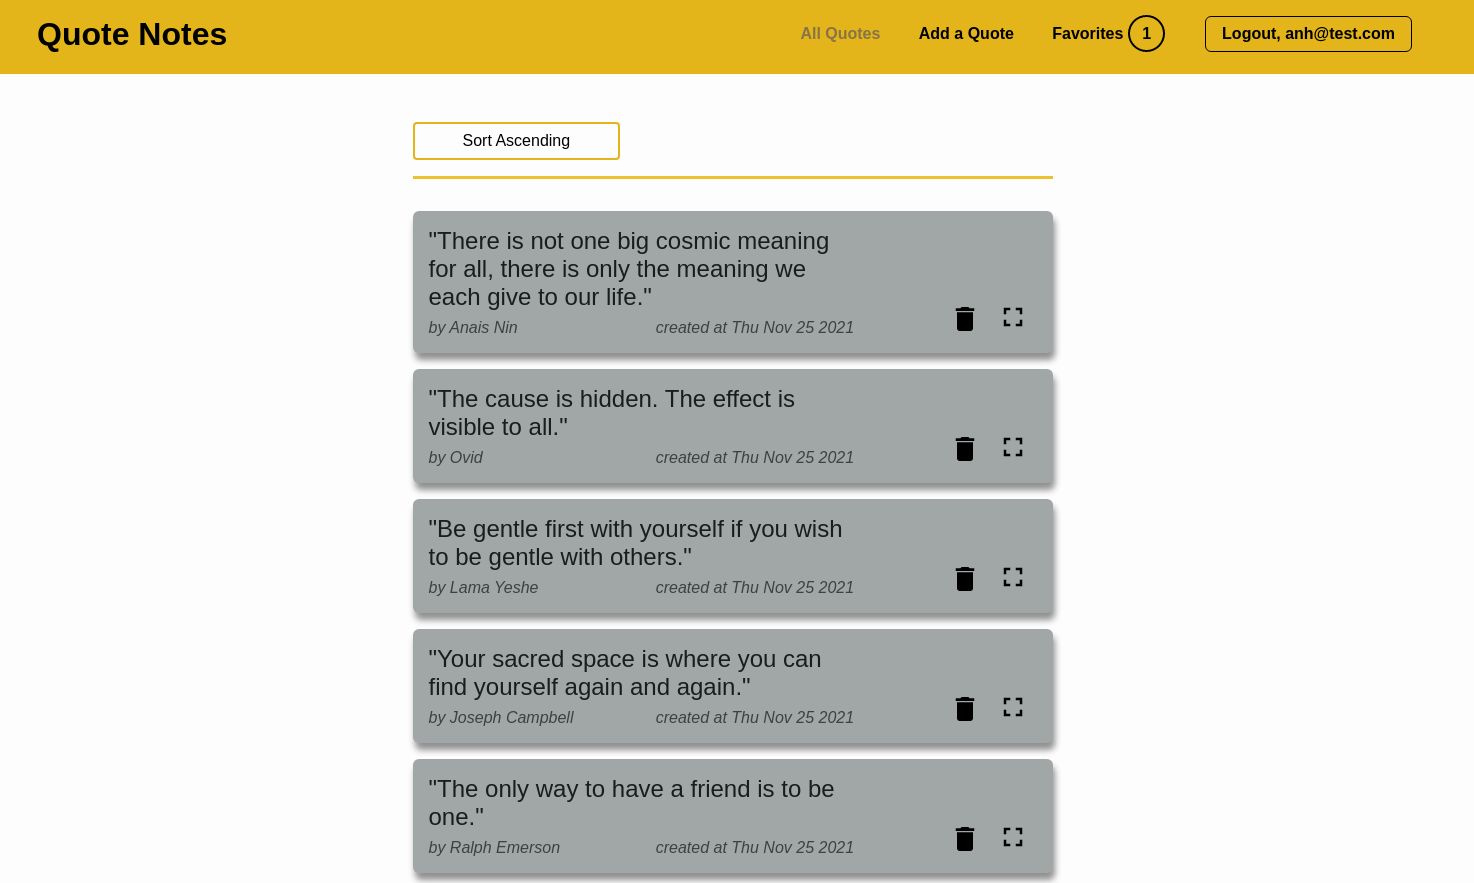 Quote Notes
All Quotes Add a Quote Favorites 1 Logout, anh@test.com
Sort Ascending
"There is not one big cosmic meaning
for all, there is only the meaning we
each give to our life."
by Anais Nin created at Thu Nov 25 2021
"The cause is hidden. The effect is
visible to all."
by Ovid created at Thu Nov 25 2021
"Be gentle first with yourself if you wish
to be gentle with others."
by Lama Yeshe created at Thu Nov 25 2021
"Your sacred space is where you can
find yourself again and again."
by Joseph Campbell created at Thu Nov 25 2021
"The only way to have a friend is to be
one."
by Ralph Emerson created at Thu Nov 25 2021